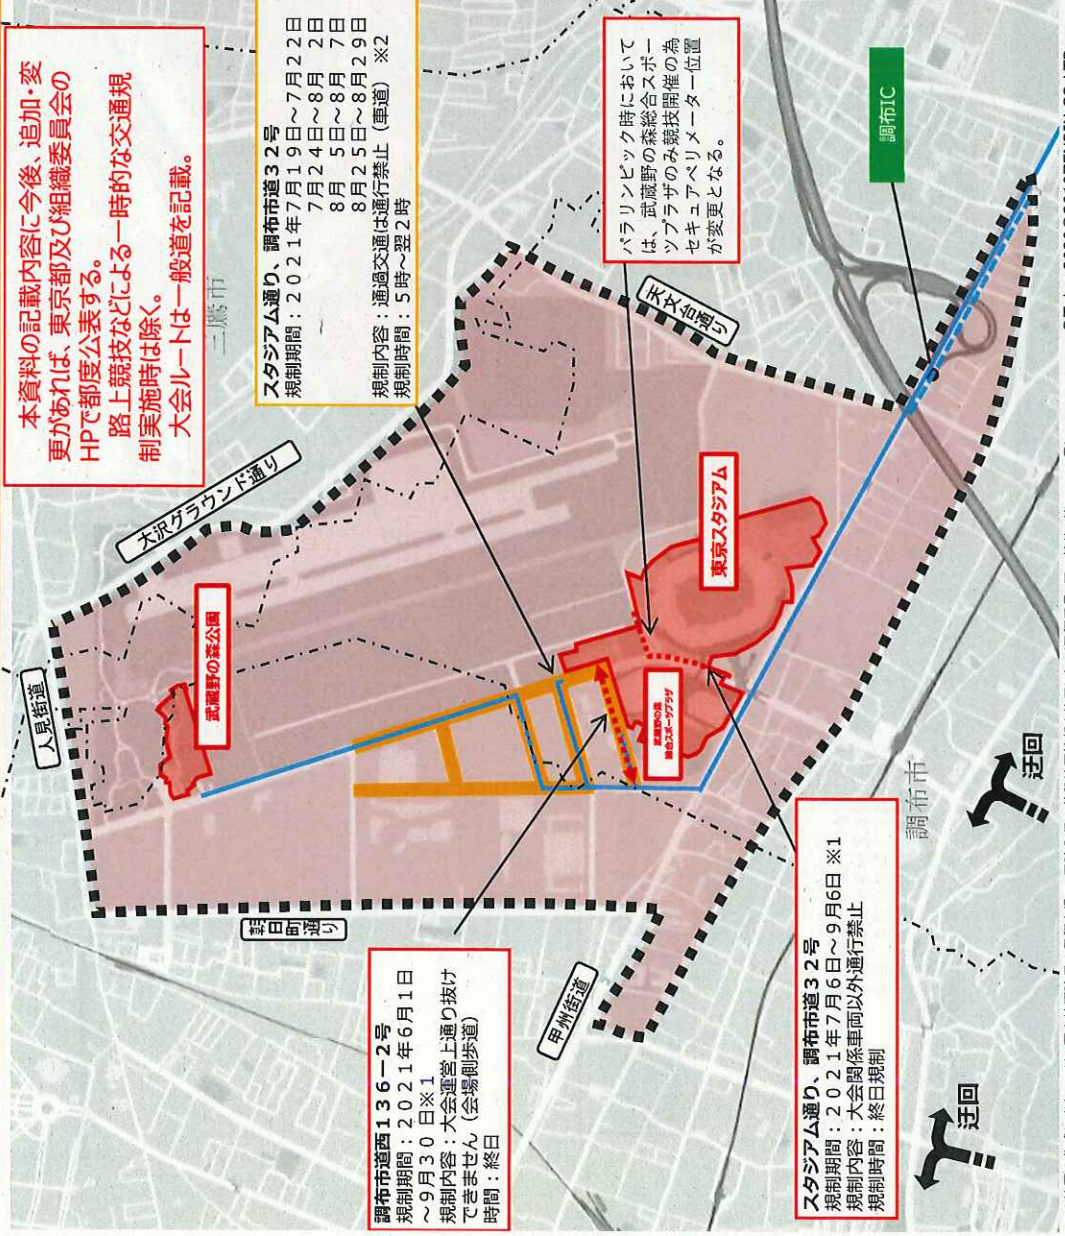 本資料の記載内容に今後、追加・変
更があれば、東京都及び組織委員会の
HPで都度公表する。
路上競技などによる一時的な交通規
制実施時は除く。
大会ルートは一般道を記載。
三鷹市
スタジアム通り、調布市道32号
規制期間：2021年7月19日~7月22日
7月24日~8月 2日
8月 5日~8月 7日
8月25日~8月29日
規制内容：通過交通は通行禁止（車道）※2
規制時間：5時~翌2時
パラリンピック時において
は、武蔵野の森総合スポー
ツプラザのみ競技開催の為
セキュアペリメーター位置
が変更となる。
調布IC
天文台通り
大沢グラウンド通り
人見街道
武蔵野の森公園
東京スタジアム
武蔵野の森
総合スポーツプラザ
朝日町通り
甲州街道
調布市道西136－2号
規制期間：2021年6月1日
~9月30日※1
規制内容：大会運営上通り抜け
できません（会場側歩道）
時間：終日
スタジアム通り、調布市道32号
規制期間：2021年7月6日~9月6日 ※1
規制内容：大会関係車両以外通行禁止
規制時間：終日規制
調布市
迂回
迂回